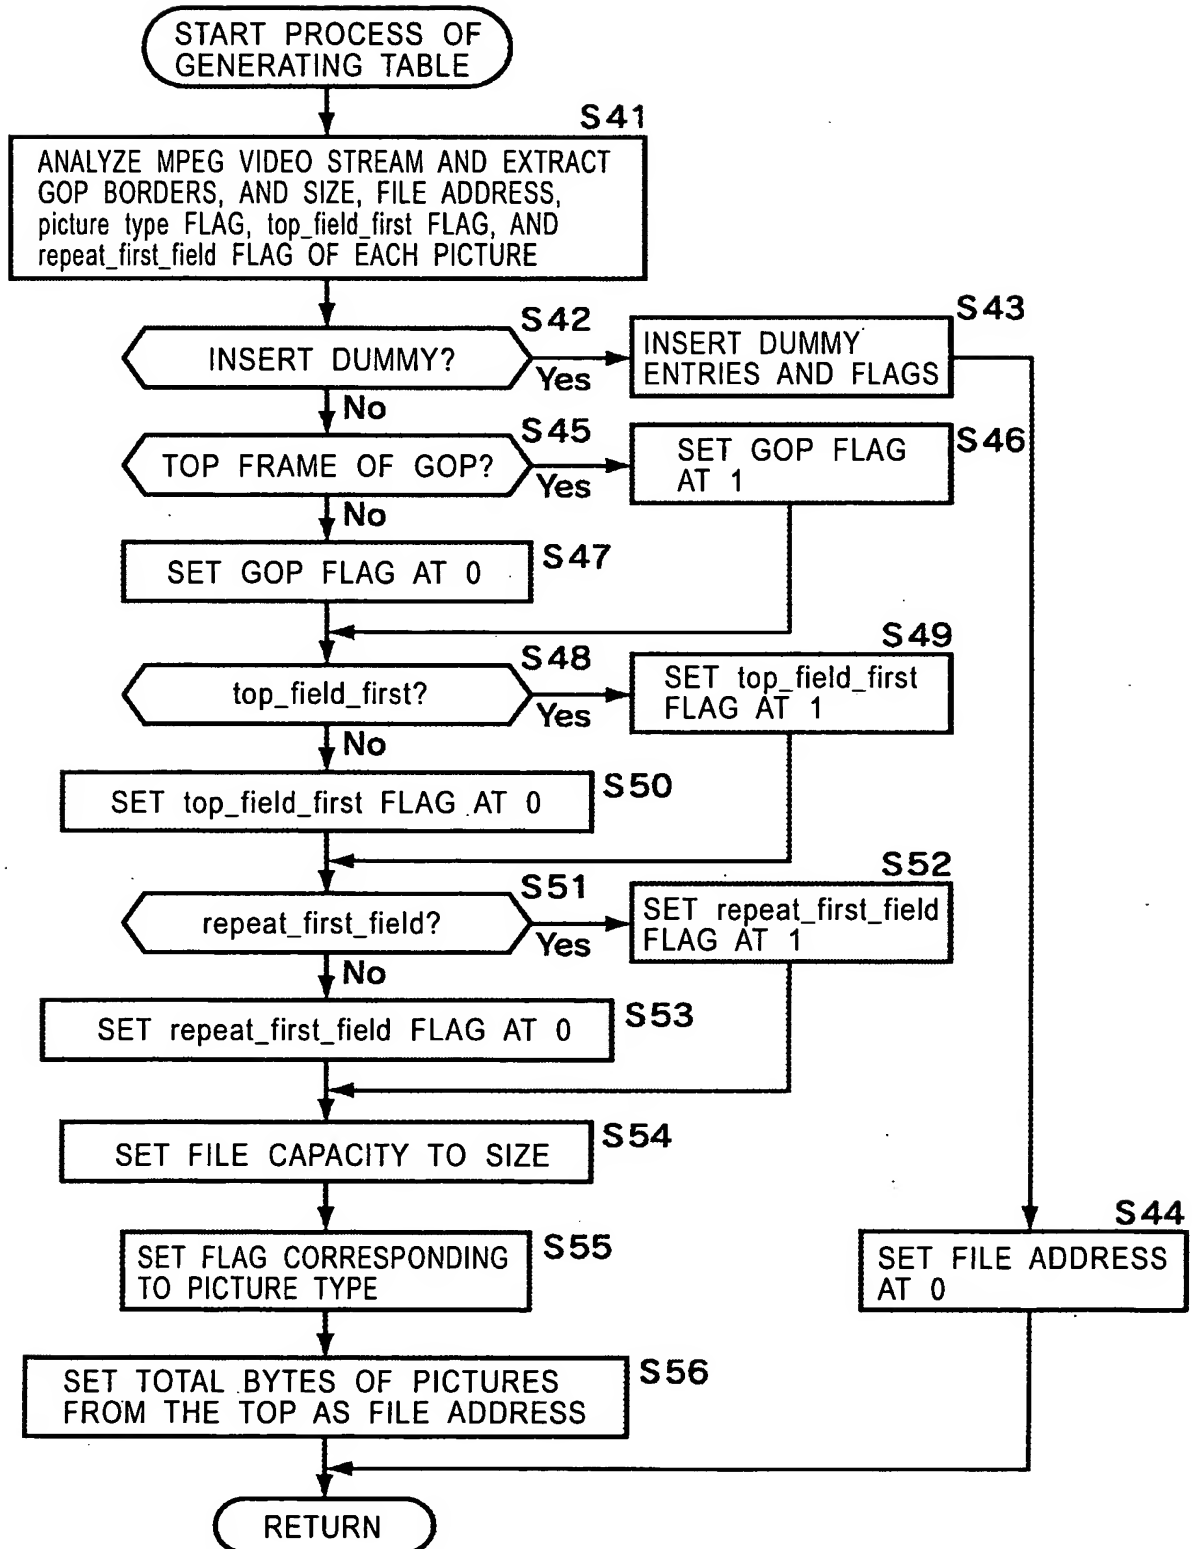 START PROCESS OF
GENERATING TABLE
S41
ANALYZE MPEG VIDEO STREAM AND EXTRACT
GOP BORDERS, AND SIZE, FILE ADDRESS,
picture type FLAG, top_field_first FLAG, AND
repeat_first_field FLAG OF EACH PICTURE
S42
INSERT DUMMY?
Yes
No
S43
INSERT DUMMY
ENTRIES AND FLAGS
S45
TOP FRAME OF GOP?
Yes
No
S46
SET GOP FLAG
AT 1
S47
SET GOP FLAG AT 0
S48
top_field_first?
Yes
No
S49
SET top_field_first
FLAG AT 1
S50
SET top_field_first FLAG AT 0
S51
repeat_first_field?
Yes
No
S52
SET repeat_first_field
FLAG AT 1
S53
SET repeat_first_field FLAG AT 0
S54
SET FILE CAPACITY TO SIZE
S55
SET FLAG CORRESPONDING
TO PICTURE TYPE
S44
SET FILE ADDRESS
AT 0
S56
SET TOTAL BYTES OF PICTURES
FROM THE TOP AS FILE ADDRESS
RETURN